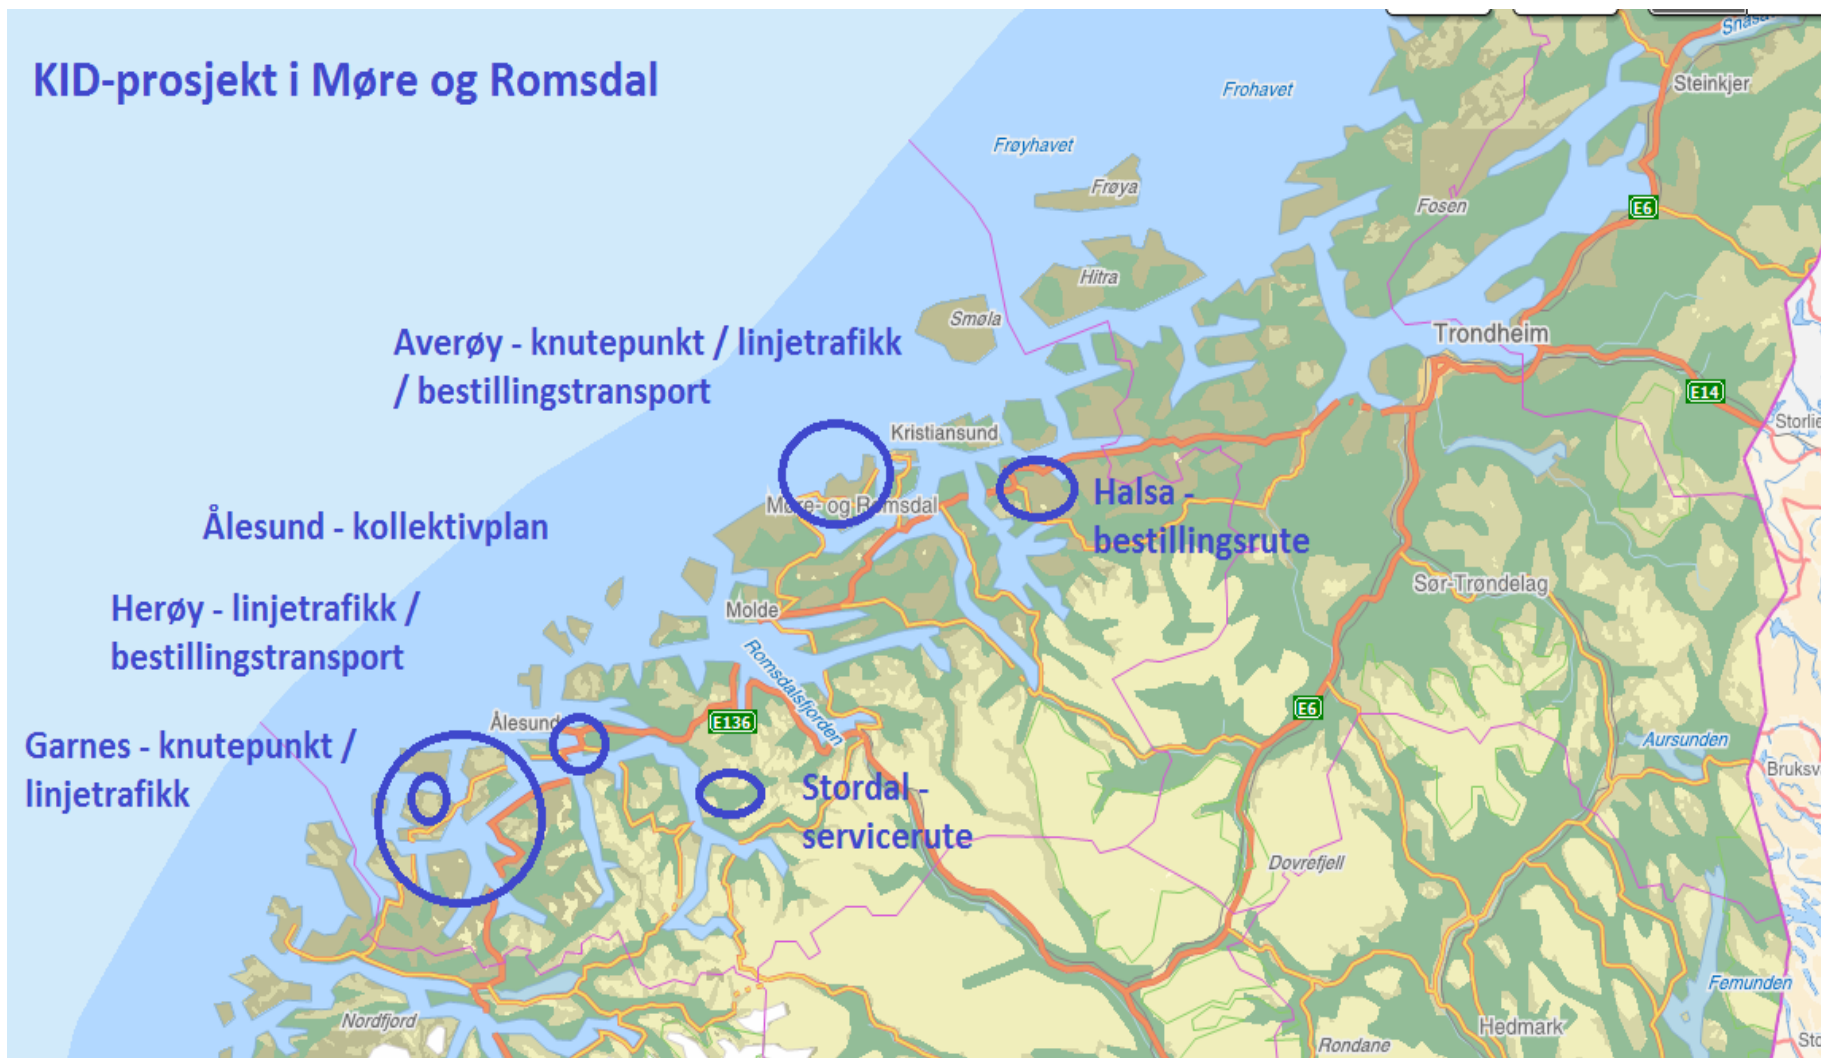 KID-prosjekt i Møre og Romsdal
Frohavet
Steinkjer
Frøyhavet
Frøya
Fosen
E6
Hitra
Smøla
Averøy - knutepunkt / linjetrafikk
/ bestillingstransport
Trondheim
E14
Kristiansund
Møre- og Romsdal
Halsa -
bestillingsrute
Ålesund - kollektivplan
Sør-Trøndelag
Herøy - linjetrafikk /
bestillingstransport
Molde
Romsdalsfjorden
E6
Ålesund
E136
Aursunden
Garnes - knutepunkt /
linjetrafikk
Stordal -
servicerute
Dovrefjell
Femunden
Nordfjord
Hedmark
Rondane